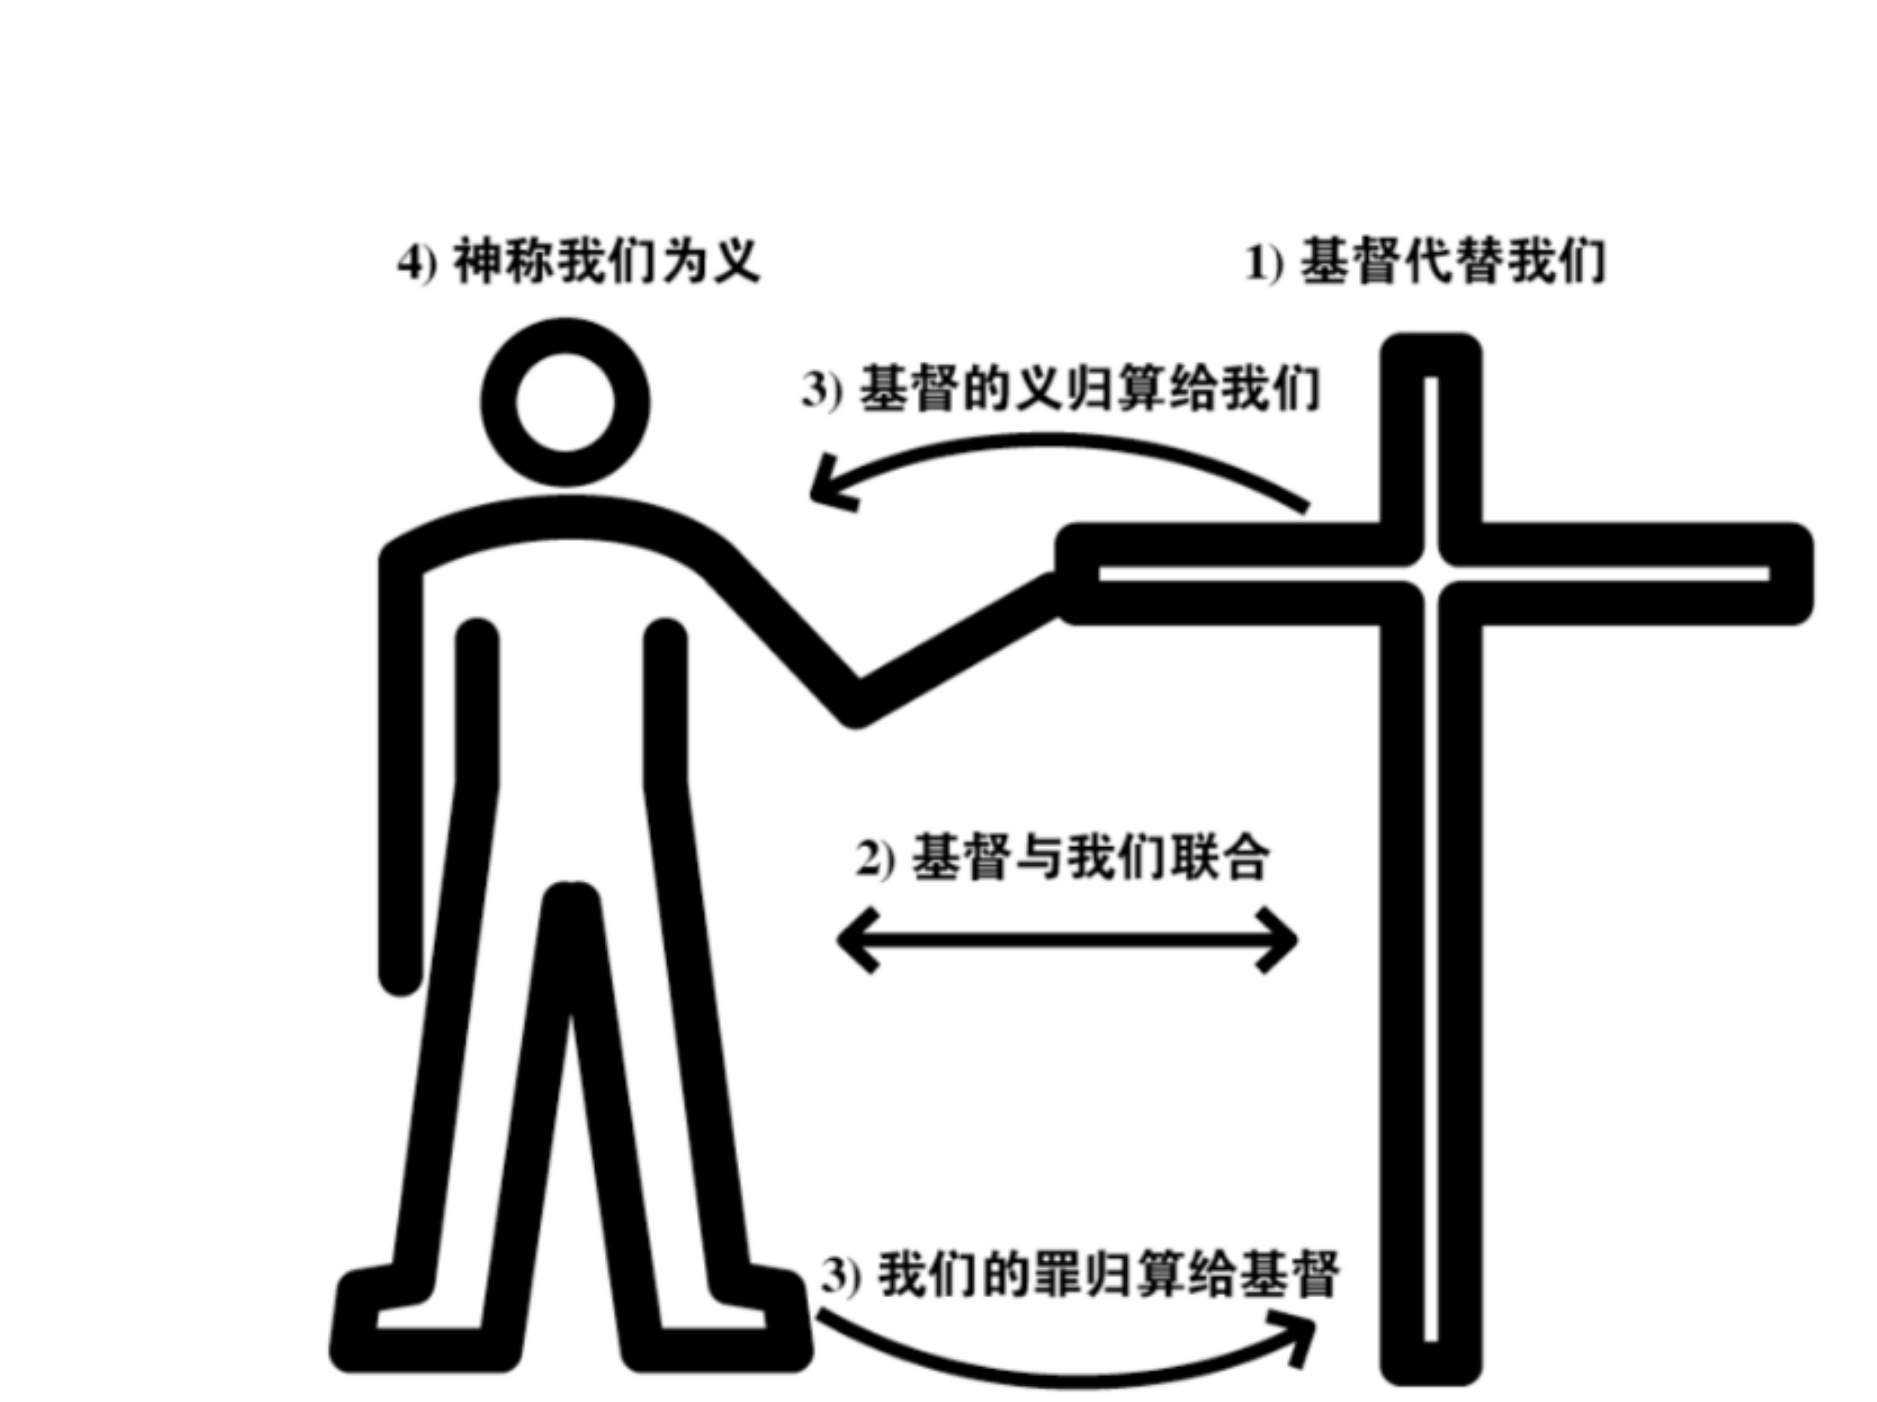 4) 神称我们为义
1) 基督代替我们
3) 基督的义归算给我们
2) 基督与我们联合
3) 我们的罪归算给基督